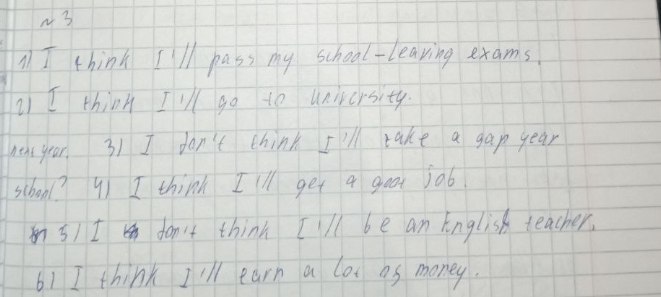 № 3
1) I think I'll pass my school-leaving exams.
2) I think I'll go to university.
next year. 3) I don't think I'll take a gap year
school? 4) I think I'll get a good job
5) I don't think I'll be an English teacher.
6) I think I'll earn a lot of money.